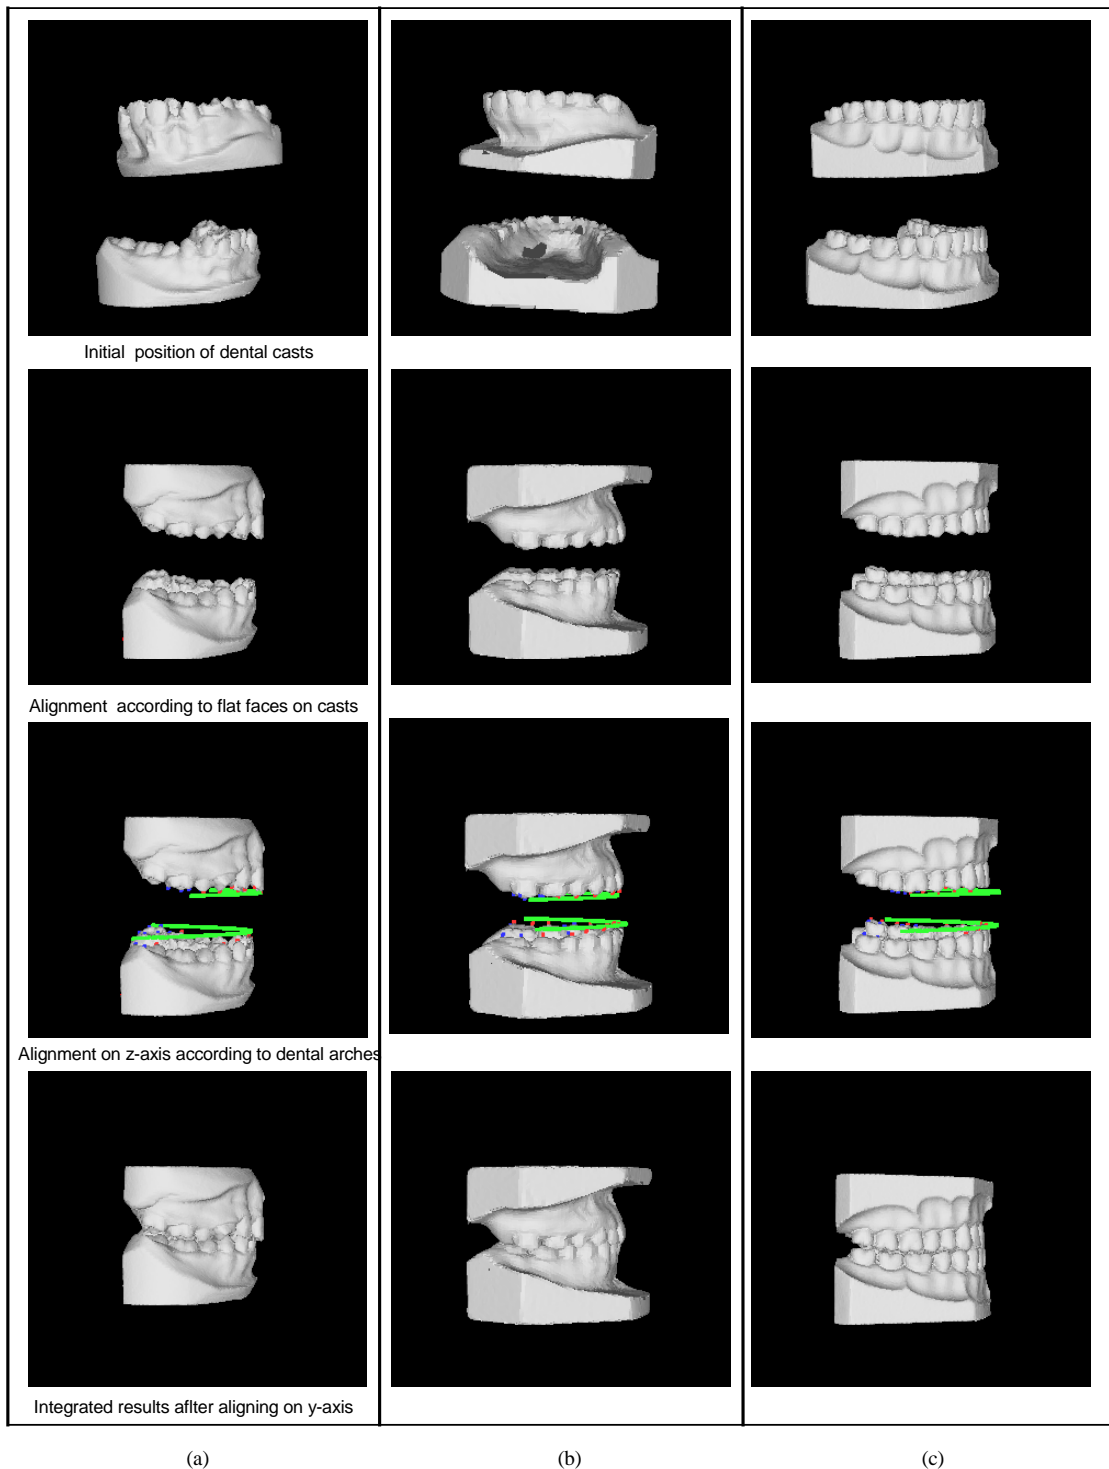 Initial position of dental casts
Alignment according to flat faces on casts
Alignment on z-axis according to dental arches
Integrated results aflter aligning on y-axis
(a) (b) (c)